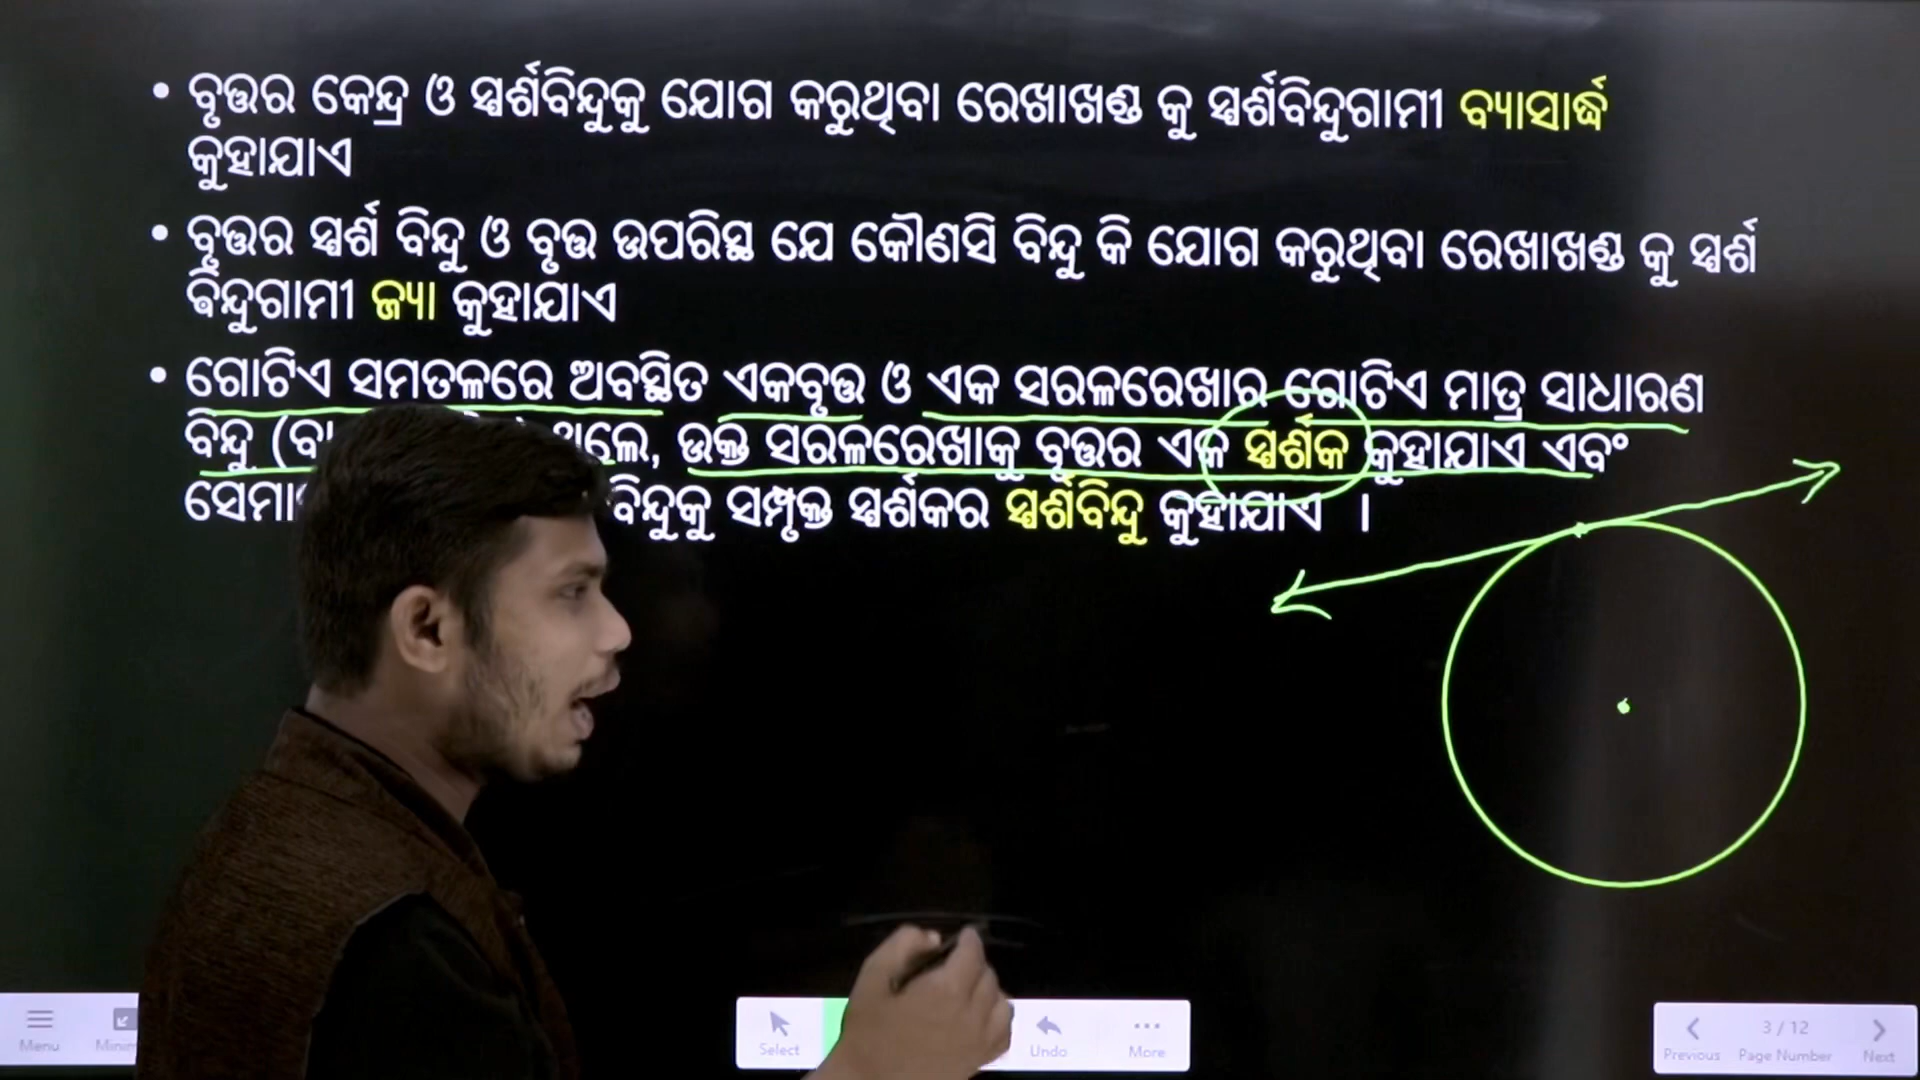 • ବୃତ୍ତର କେନ୍ଦ୍ର ଓ ସ୍ପର୍ଶବିନ୍ଦୁକୁ ଯୋଗ କରୁଥିବା ରେଖାଖଣ୍ଡ କୁ ସ୍ପର୍ଶବିନ୍ଦୁଗାମୀ ବ୍ୟାସାର୍ଦ୍ଧ
କୁହାଯାଏ
• ବୃତ୍ତର ସ୍ପର୍ଶ ବିନ୍ଦୁ ଓ ବୃତ୍ତ ଉପରିସ୍ଥ ଯେ କୌଣସି ବିନ୍ଦୁ କି ଯୋଗ କରୁଥିବା ରେଖାଖଣ୍ଡ କୁ ସ୍ପର୍ଶ
ବିନ୍ଦୁଗାମୀ ଜ୍ୟା କୁହାଯାଏ
• ଗୋଟିଏ ସମତଳରେ ଅବସ୍ଥିତ ଏକବୃତ୍ତ ଓ ଏକ ସରଳରେଖାର ଗୋଟିଏ ମାତ୍ର ସାଧାରଣ
ବିନ୍ଦୁ ଉକ୍ତ ସରଳରେଖାକୁ ବୃତ୍ତର ଏକ ସ୍ପର୍ଶକ କୁହାଯାଏ ଏବଂ
ବିନ୍ଦୁକୁ ସମ୍ପୃକ୍ତ ସ୍ପର୍ଶକର ସ୍ପର୍ଶବିନ୍ଦୁ କୁହାଯାଏ ।
Menu Select Undo More Previous 3 / 12 Page Number Next